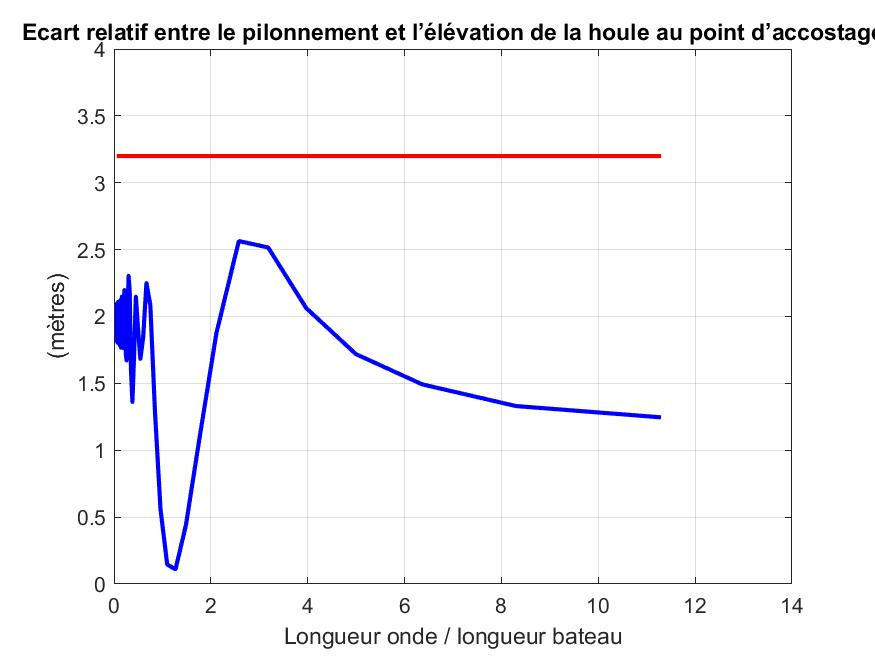 Ecart relatif entre le pilonnement et l’élévation de la houle au point d’accostage
4
3.5
3
2.5
2
1.5
1
0.5
0
(mètres)
0 2 4 6 8 10 12 14
Longueur onde / longueur bateau